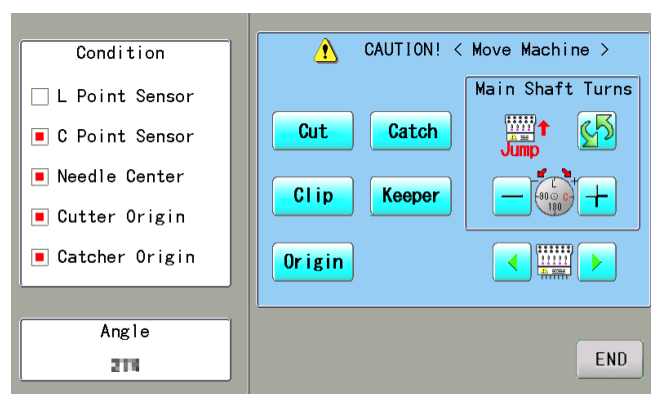 Condition
L Point Sensor
C Point Sensor
Needle Center
Cutter Origin
Catcher Origin
Angle
CAUTION! < Move Machine >
Main Shaft Turns
Cut
Catch
Jump
Clip
Keeper
L
90
C
180
Origin
END